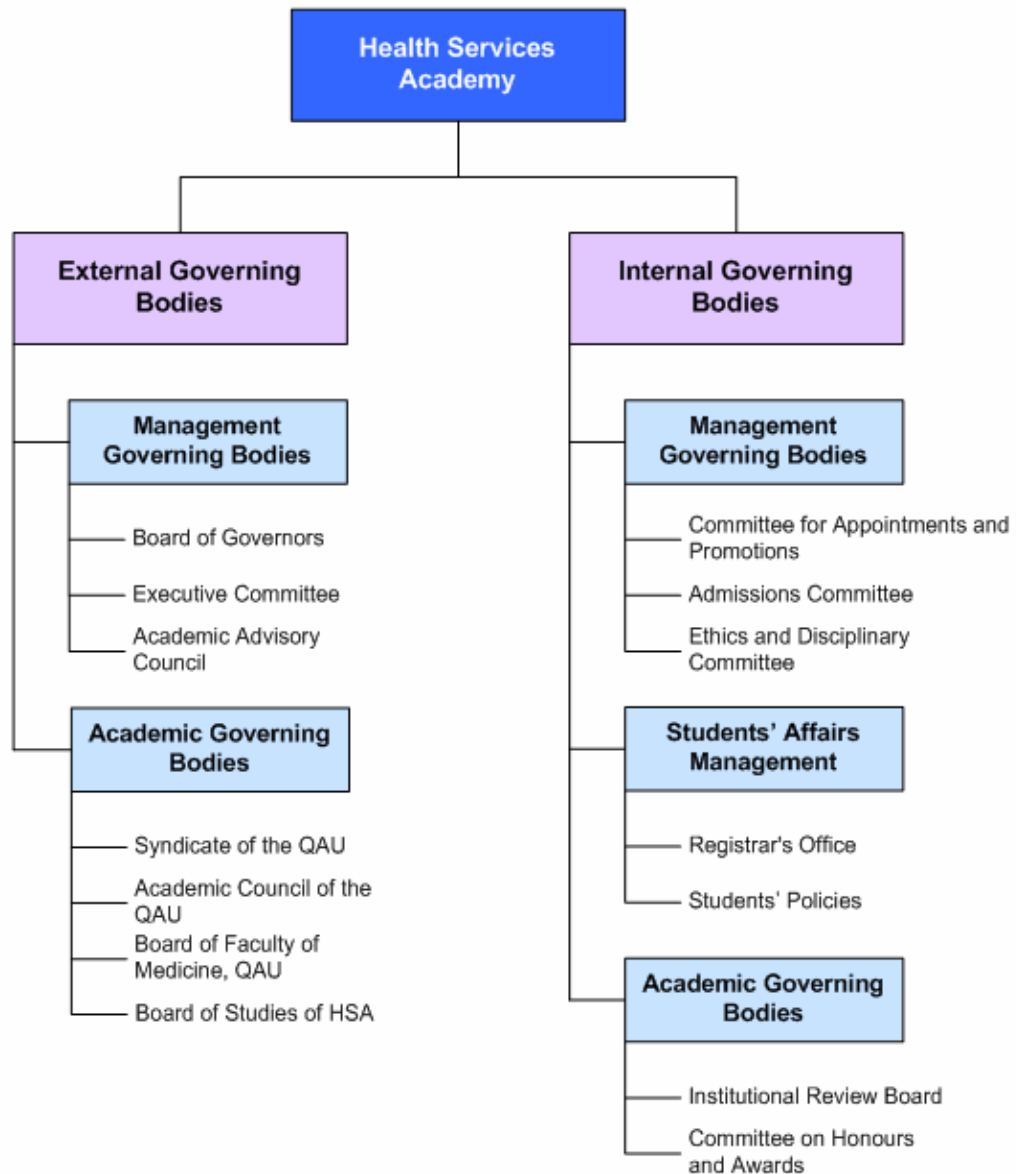 Health Services
Academy
External Governing
Bodies
Management
Governing Bodies
Board of Governors
Executive Committee
Academic Advisory
Council
Academic Governing
Bodies
Syndicate of the QAU
Academic Council of the
QAU
Board of Faculty of
Medicine, QAU
Board of Studies of HSA
Internal Governing
Bodies
Management
Governing Bodies
Committee for Appointments and
Promotions
Admissions Committee
Ethics and Disciplinary
Committee
Students’ Affairs
Management
Registrar's Office
Students’ Policies
Academic Governing
Bodies
Institutional Review Board
Committee on Honours
and Awards